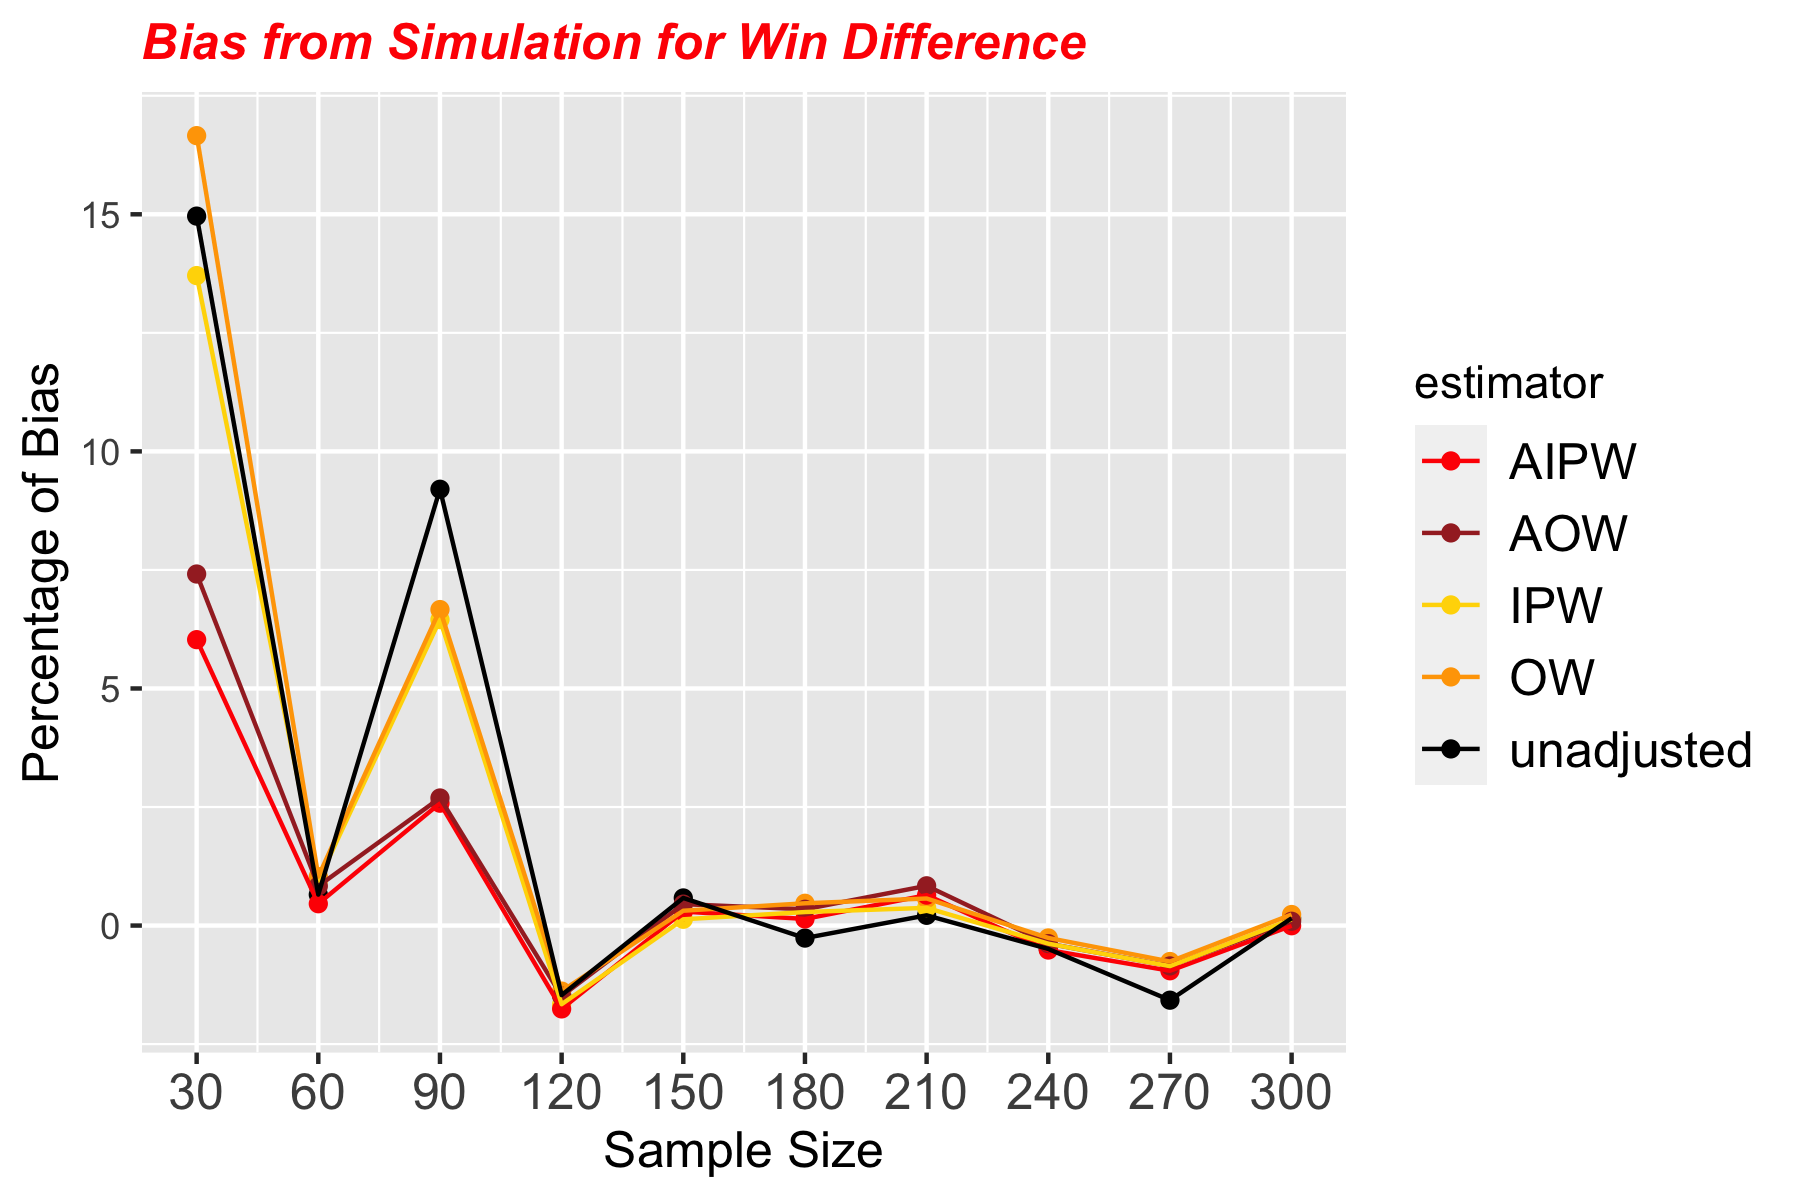 Bias from Simulation for Win Difference
Percentage of Bias
15
10
5
0
30 60 90 120 150 180 210 240 270 300
Sample Size
estimator
AIPW
AOW
IPW
OW
unadjusted